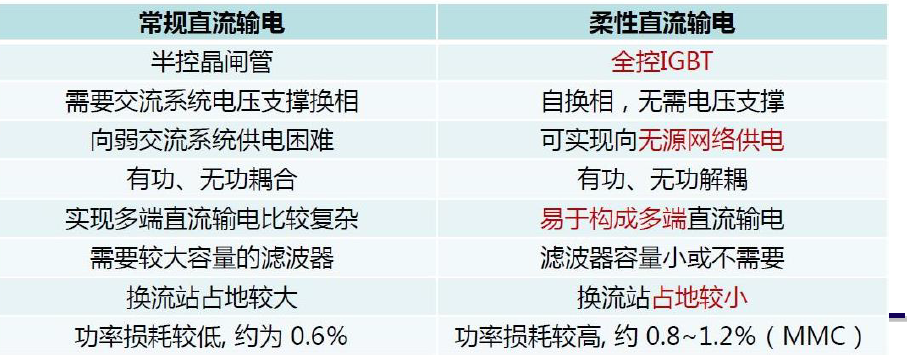 常规直流输电 柔性直流输电
半控晶闸管 全控IGBT
需要交流系统电压支撑换相 自换相，无需电压支撑
向弱交流系统供电困难 可实现向无源网络供电
有功、无功耦合 有功、无功解耦
实现多端直流输电比较复杂 易于构成多端直流输电
需要较大容量的滤波器 滤波器容量小或不需要
换流站占地较大 换流站占地较小
功率损耗较低, 约为 0.6% 功率损耗较高, 约 0.8~1.2%（MMC）